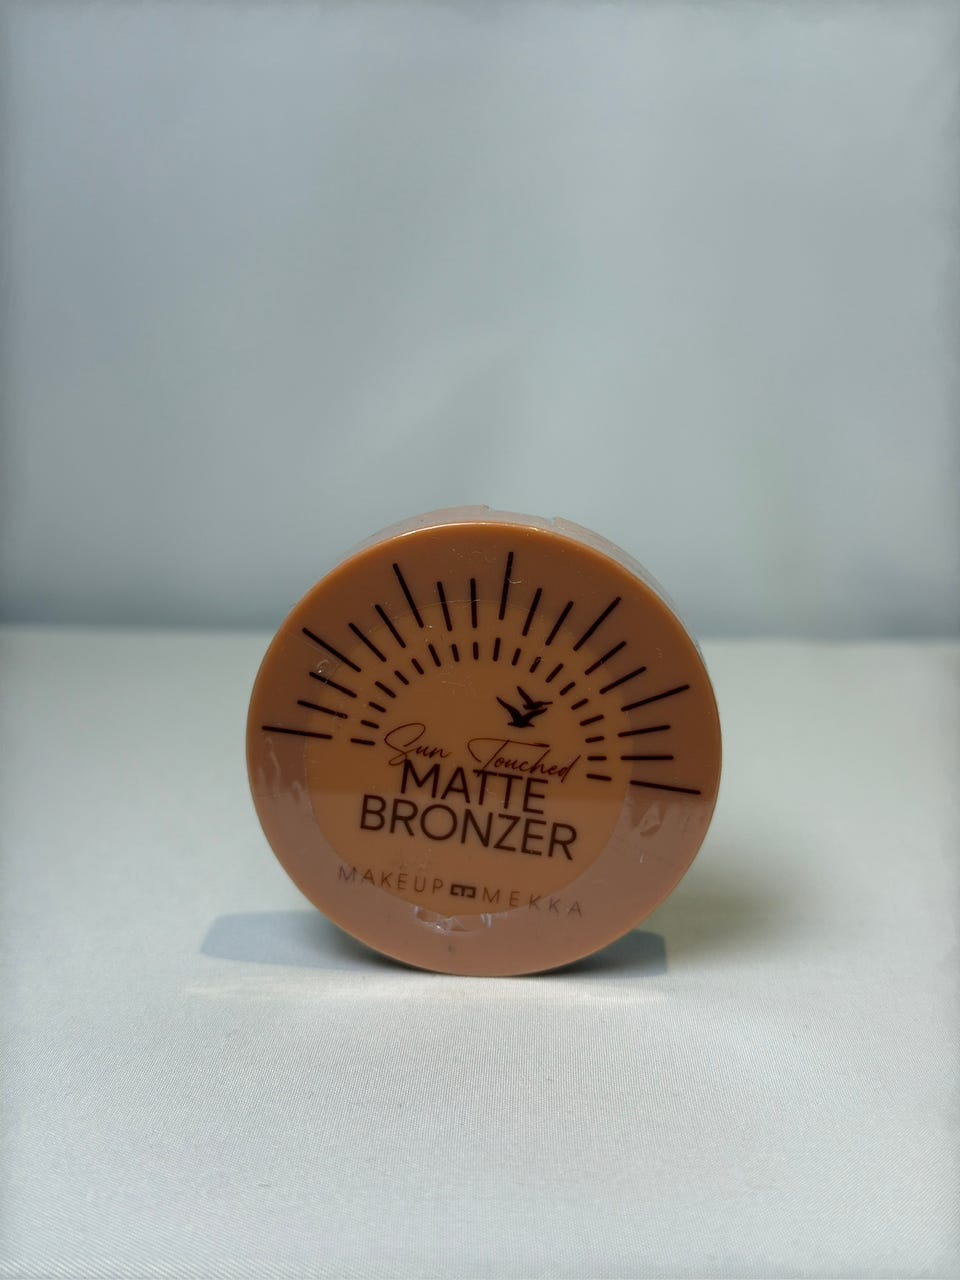 Sun Touched
MATTE
BRONZER
MAKEUP MEKKA